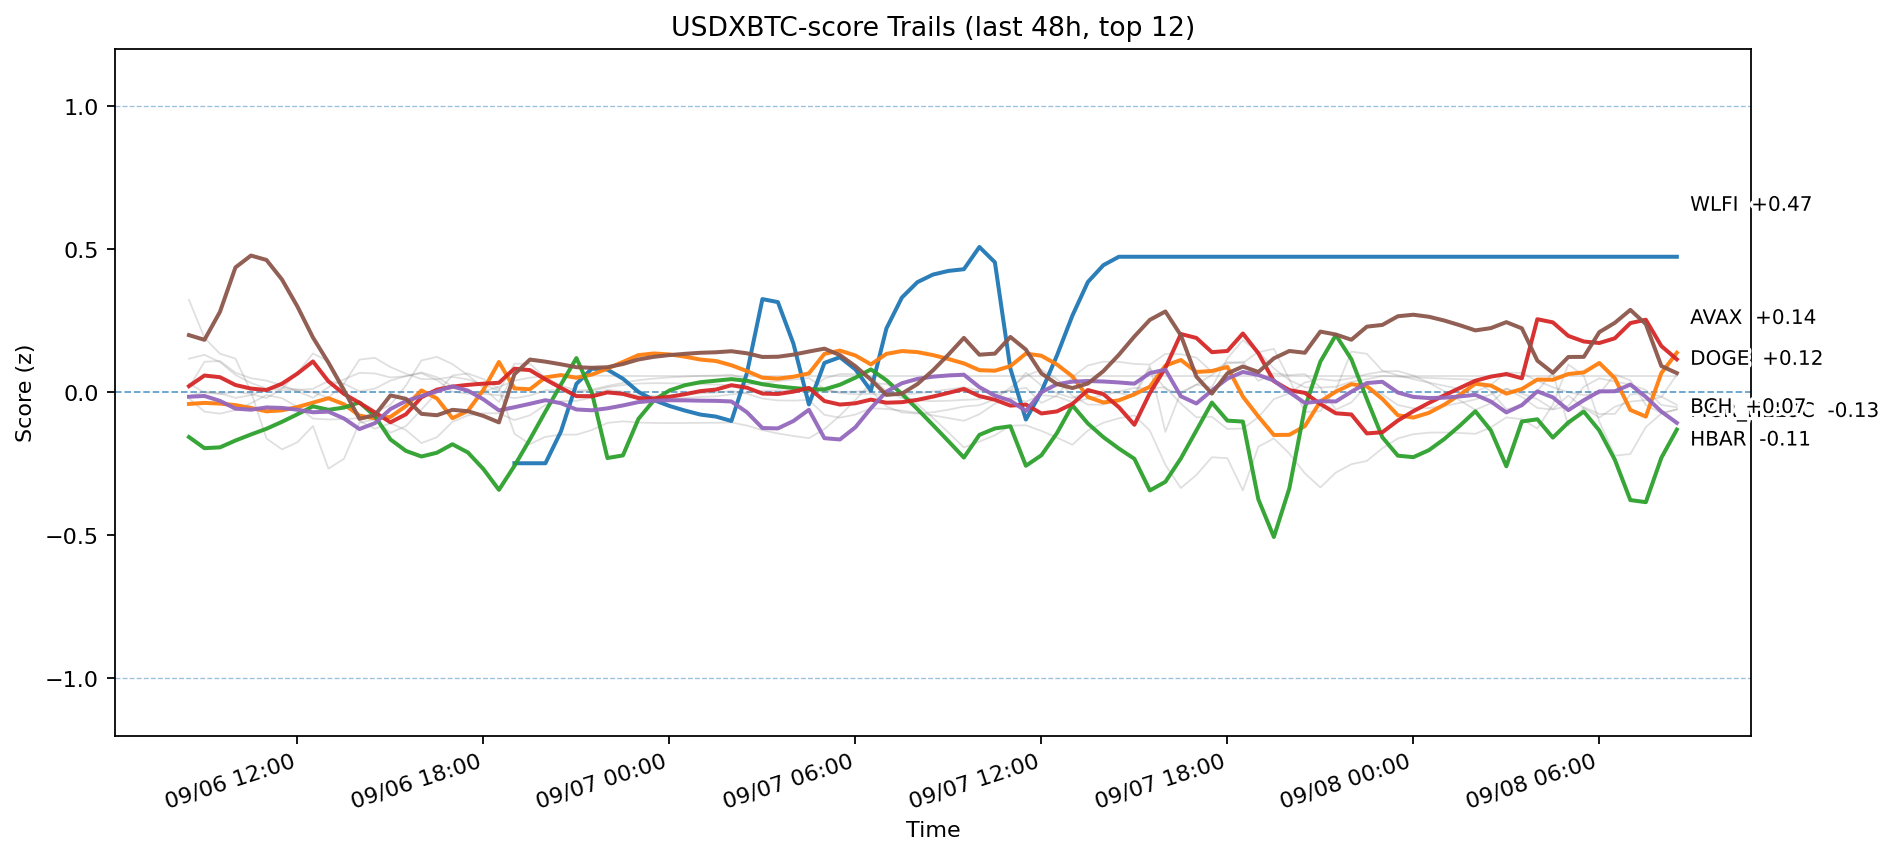 USDXBTC-score Trails (last 48h, top 12)
Score (z)
1.0
0.5
0.0
−0.5
−1.0
WLFI +0.47
AVAX +0.14
DOGE +0.12
BCH +0.07
-0.13
HBAR -0.11
09/06 12:00
09/06 18:00
09/07 00:00
09/07 06:00
09/07 12:00
09/07 18:00
09/08 00:00
09/08 06:00
Time